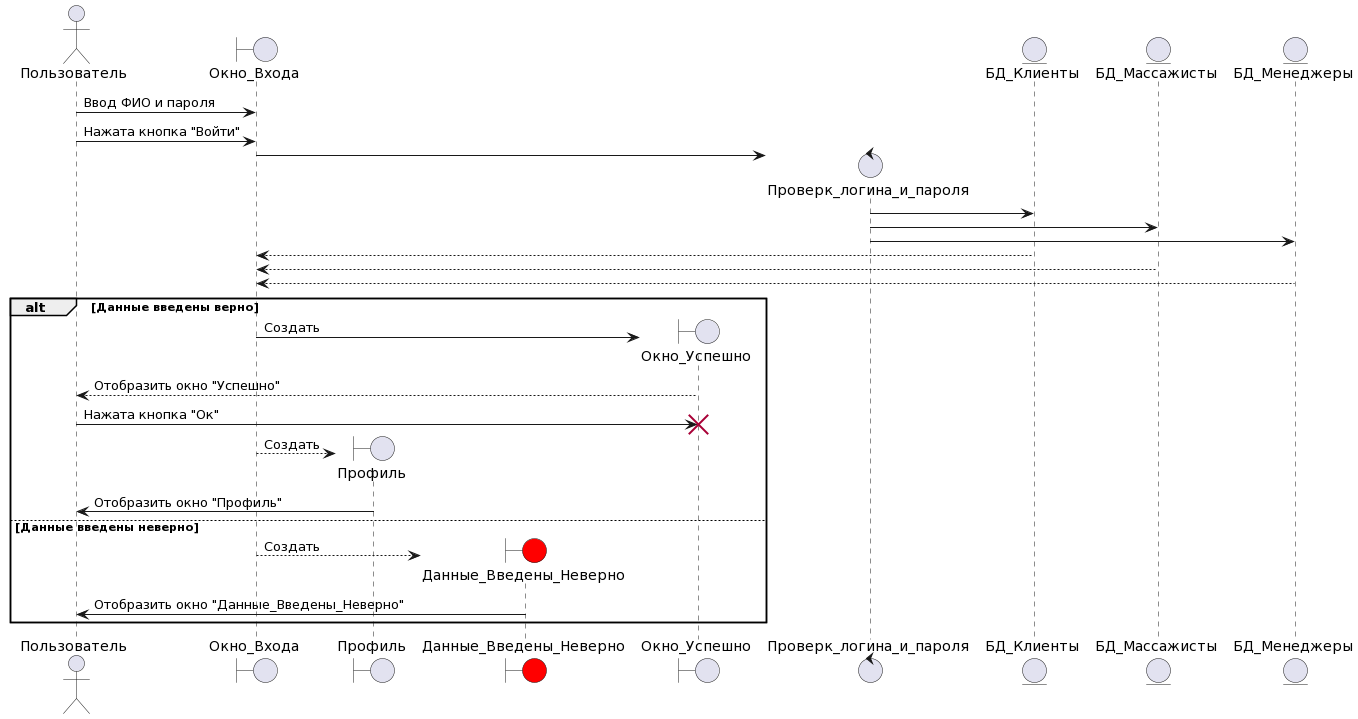 Пользователь
Окно_Входа
БД_Клиенты
БД_Массажисты
БД_Менеджеры
Ввод ФИО и пароля
Нажата кнопка "Войти"
Проверк_логина_и_пароля
alt
[Данные введены верно]
Создать
Окно_Успешно
Отобразить окно "Успешно"
Нажата кнопка "Ок"
Создать
Профиль
Отобразить окно "Профиль"
[Данные введены неверно]
Создать
Данные_Введены_Неверно
Отобразить окно "Данные_Введены_Неверно"
Пользователь
Окно_Входа
Профиль
Данные_Введены_Неверно
Окно_Успешно
Проверк_логина_и_пароля
БД_Клиенты
БД_Массажисты
БД_Менеджеры